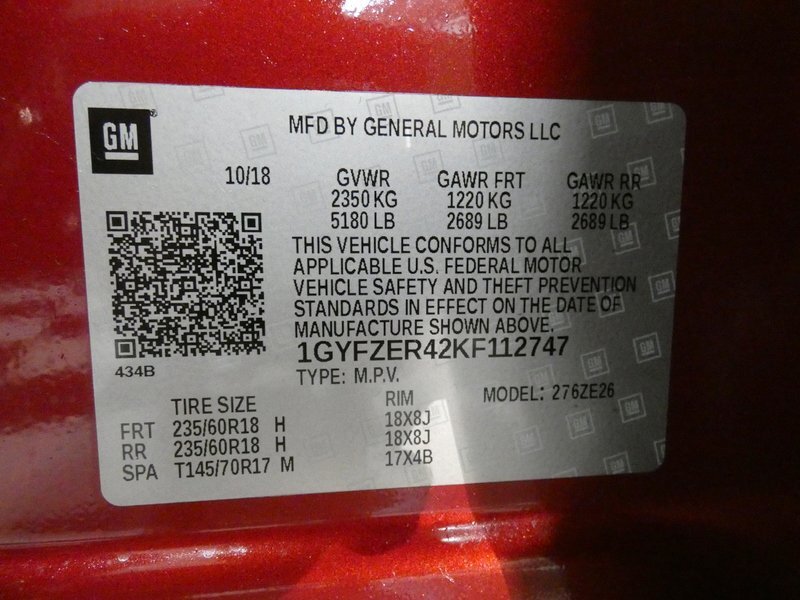 GM
MFD BY GENERAL MOTORS LLC
10/18 GVWR GAWR FRT GAWR RR
2350 KG 1220 KG 1220 KG
5180 LB 2689 LB 2689 LB
THIS VEHICLE CONFORMS TO ALL
APPLICABLE U.S. FEDERAL MOTOR
VEHICLE SAFETY AND THEFT PREVENTION
STANDARDS IN EFFECT ON THE DATE OF
MANUFACTURE SHOWN ABOVE.
1GYFZER42KF112747
434B
TYPE: M.P.V. MODEL: 276ZE26
TIRE SIZE RIM
FRT 235/60R18 H 18X8J
RR 235/60R18 H 18X8J
SPA T145/70R17 M 17X4B